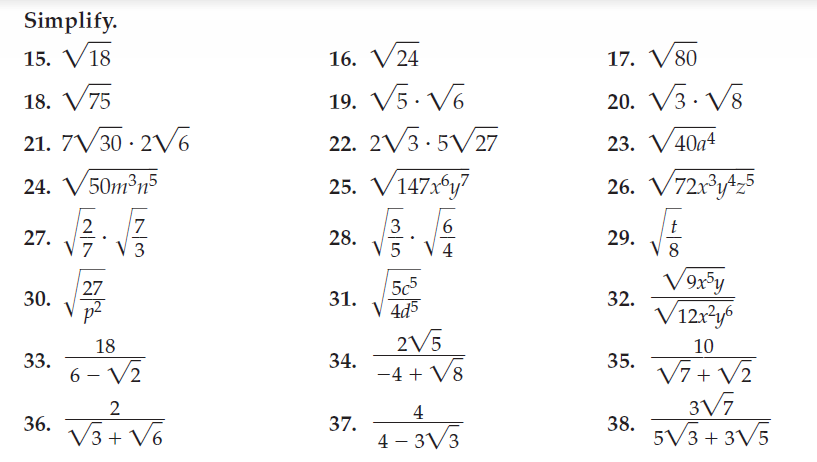 Simplify.
15. √18 16. √24 17. √80
18. √75 19. √5 · √6 20. √3 · √8
21. 7√30 · 2√6 22. 2√3 · 5√27 23. √40a⁴
24. √50m³n⁵ 25. √147x⁶y⁷ 26. √72x³y⁴z⁵
27. √(2/7) · √(7/3) 28. √(3/5) · √(6/4) 29. √(t/8)
30. √(27/p²) 31. √(5c⁵/4d⁵) 32. √9x⁵y / √12x²y⁶
33. 18 / (6 − √2) 34. 2√5 / (−4 + √8) 35. 10 / (√7 + √2)
36. 2 / (√3 + √6) 37. 4 / (4 − 3√3) 38. 3√7 / (5√3 + 3√5)